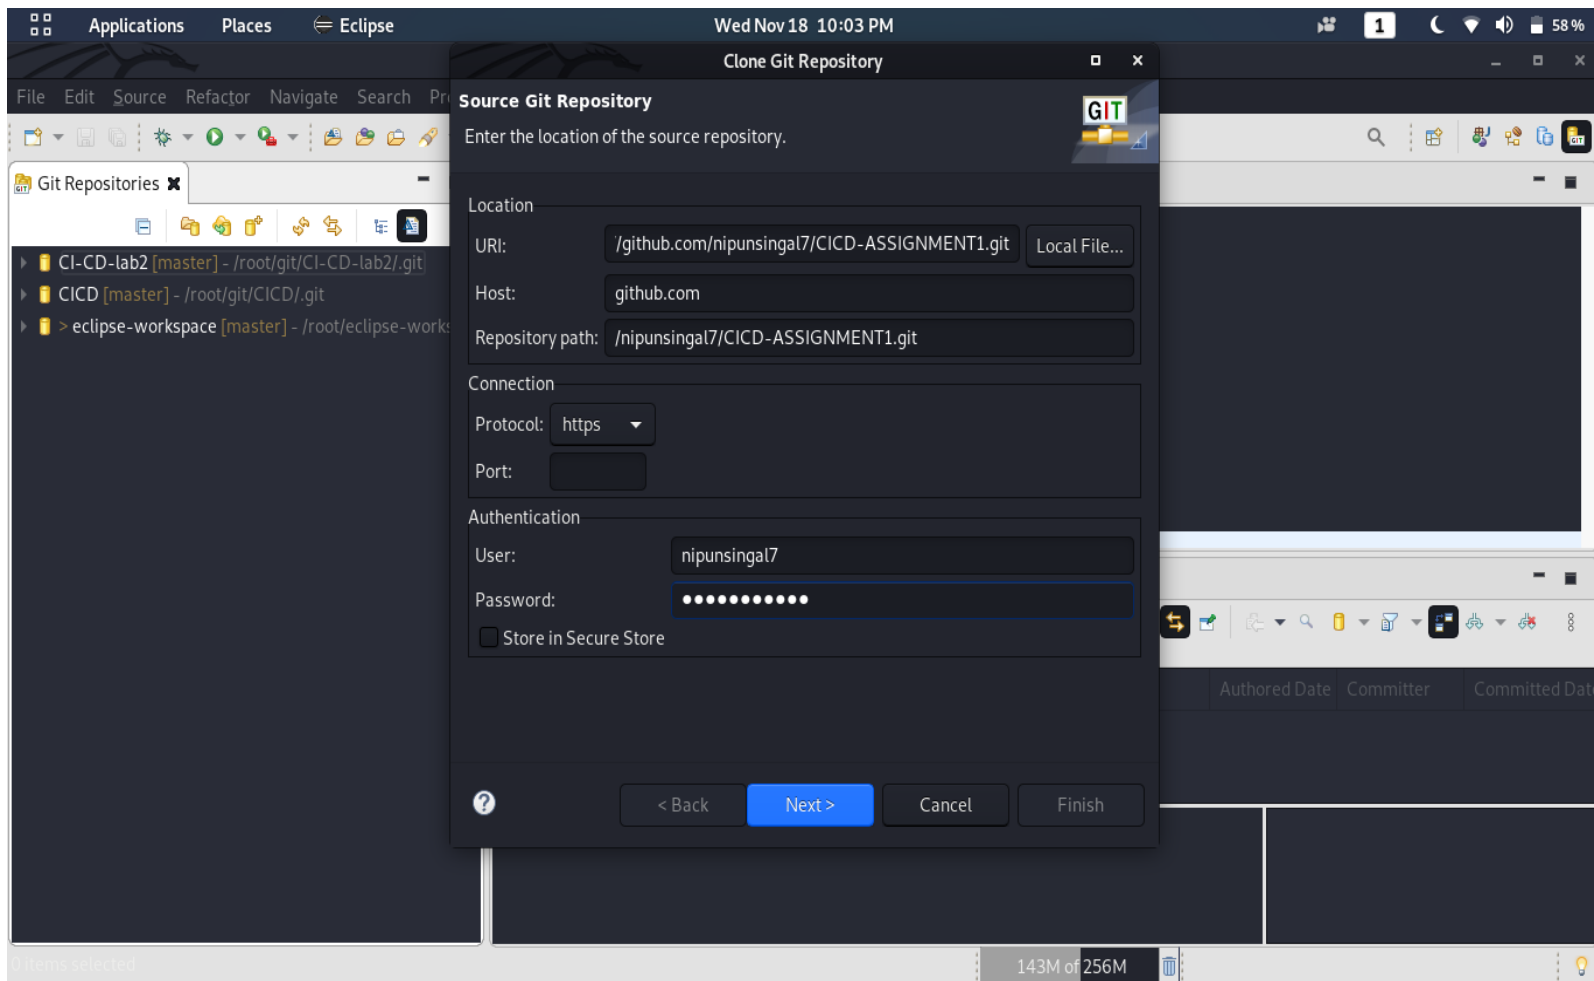 Applications Places Eclipse Wed Nov 18 10:03 PM 1 58%
Clone Git Repository
File Edit Source Refactor Navigate Search
Source Git Repository
GIT
Enter the location of the source repository.
Git Repositories
Location
URI: /github.com/nipunsingal7/CICD-ASSIGNMENT1.git Local File...
CI-CD-lab2 [master] - /root/git/CI-CD-lab2/.git
Host: github.com
CICD [master] - /root/git/CICD/.git
> eclipse-workspace [master] - /root/eclipse-works
Repository path: /nipunsingal7/CICD-ASSIGNMENT1.git
Connection
Protocol: https
Port:
Authentication
User: nipunsingal7
Password: ●●●●●●●●●●●
Store in Secure Store
Authored Date Committer Committed Dat
< Back Next > Cancel Finish
0 items selected
143M of 256M